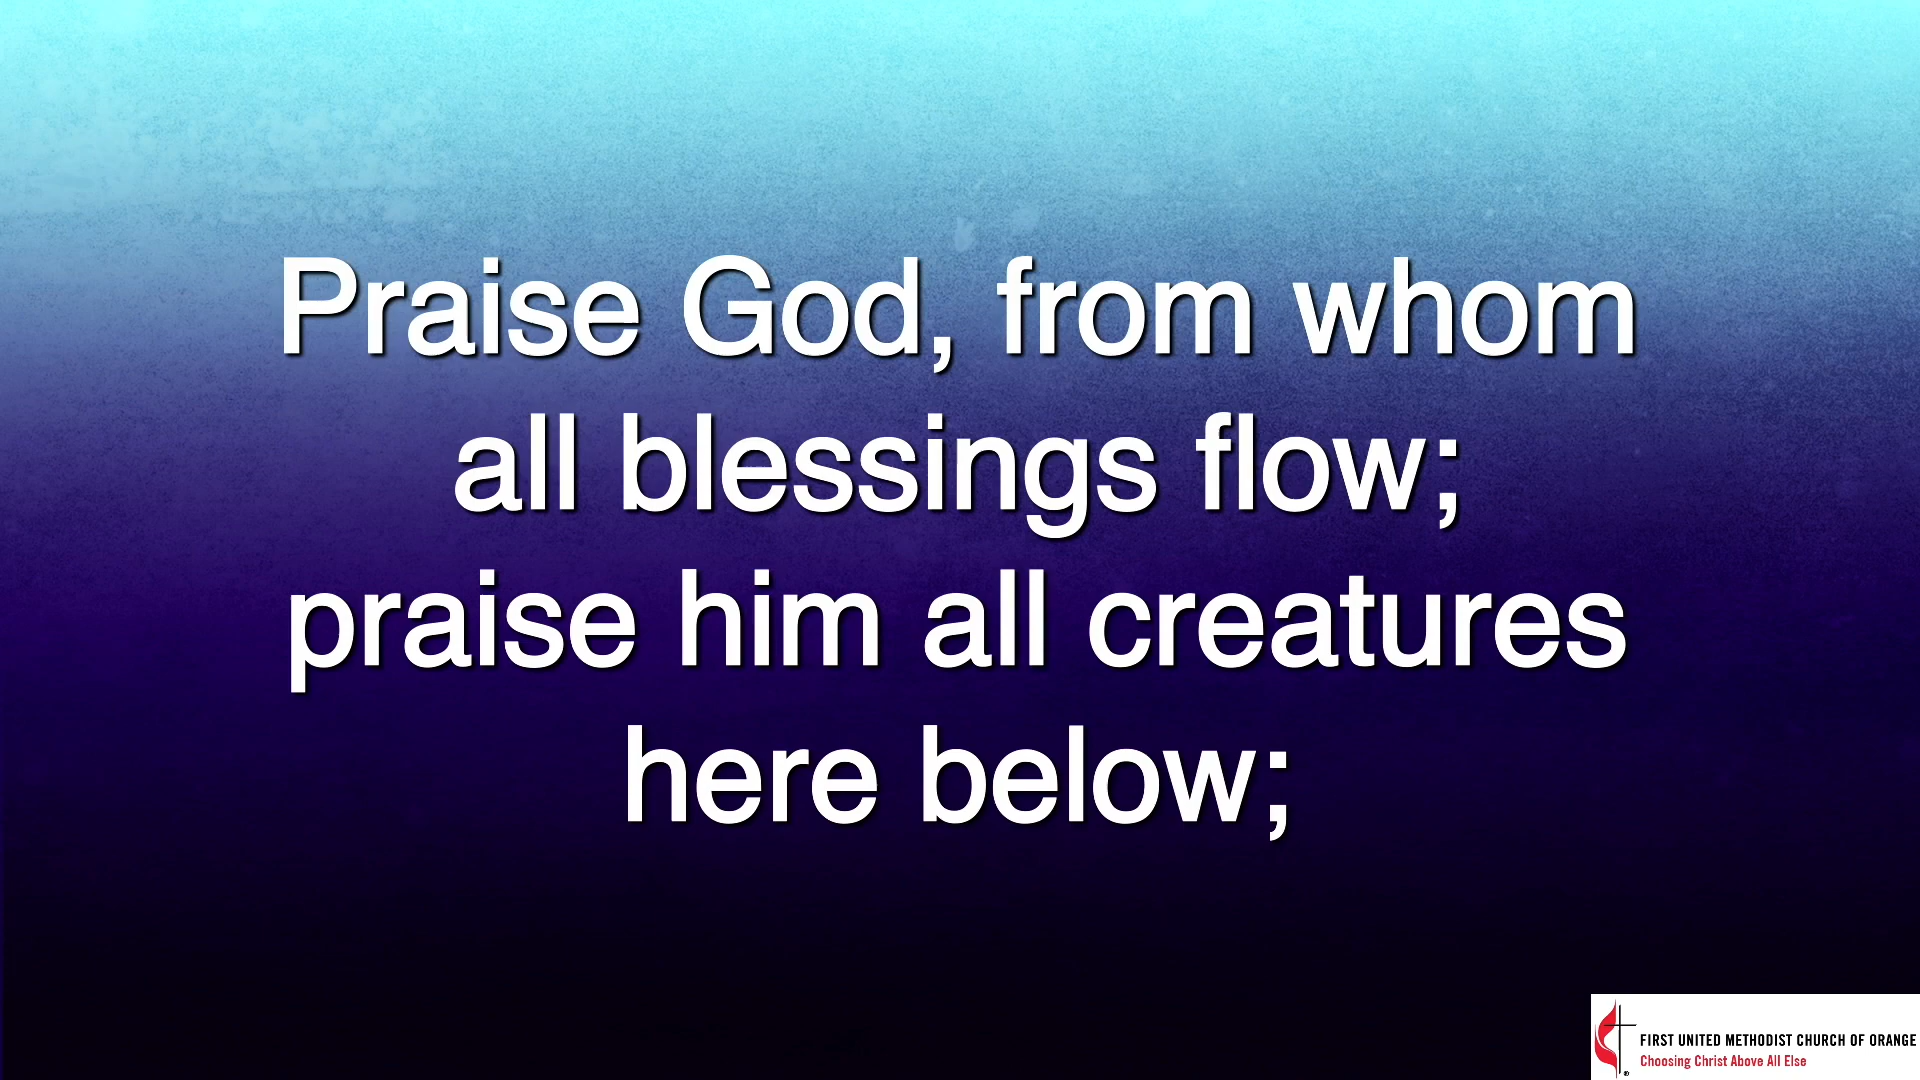 Praise God, from whom
all blessings flow;
praise him all creatures
here below;
FIRST UNITED METHODIST CHURCH OF ORANGE
Choosing Christ Above All Else
®